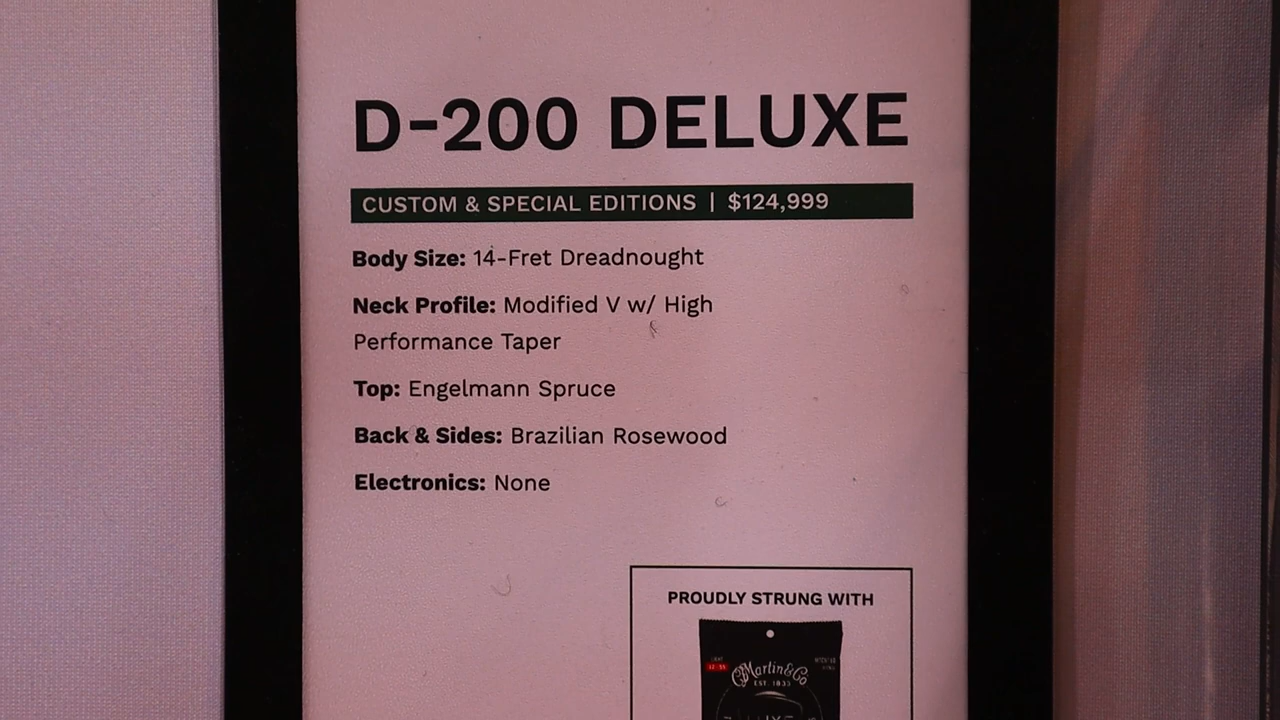 D-200 DELUXE
CUSTOM & SPECIAL EDITIONS | $124,999
Body Size: 14-Fret Dreadnought
Neck Profile: Modified V w/ High
Performance Taper
Top: Engelmann Spruce
Back & Sides: Brazilian Rosewood
Electronics: None
PROUDLY STRUNG WITH
Martin & Co
EST. 1833